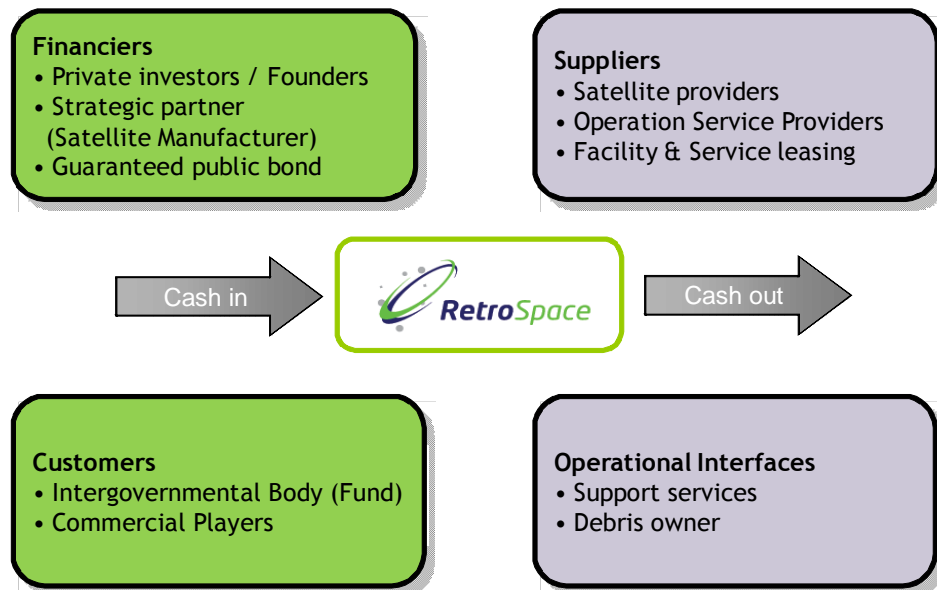 Financiers
• Private investors / Founders
• Strategic partner
(Satellite Manufacturer)
• Guaranteed public bond
Suppliers
• Satellite providers
• Operation Service Providers
• Facility & Service leasing
Cash in
RetroSpace
Cash out
Customers
• Intergovernmental Body (Fund)
• Commercial Players
Operational Interfaces
• Support services
• Debris owner